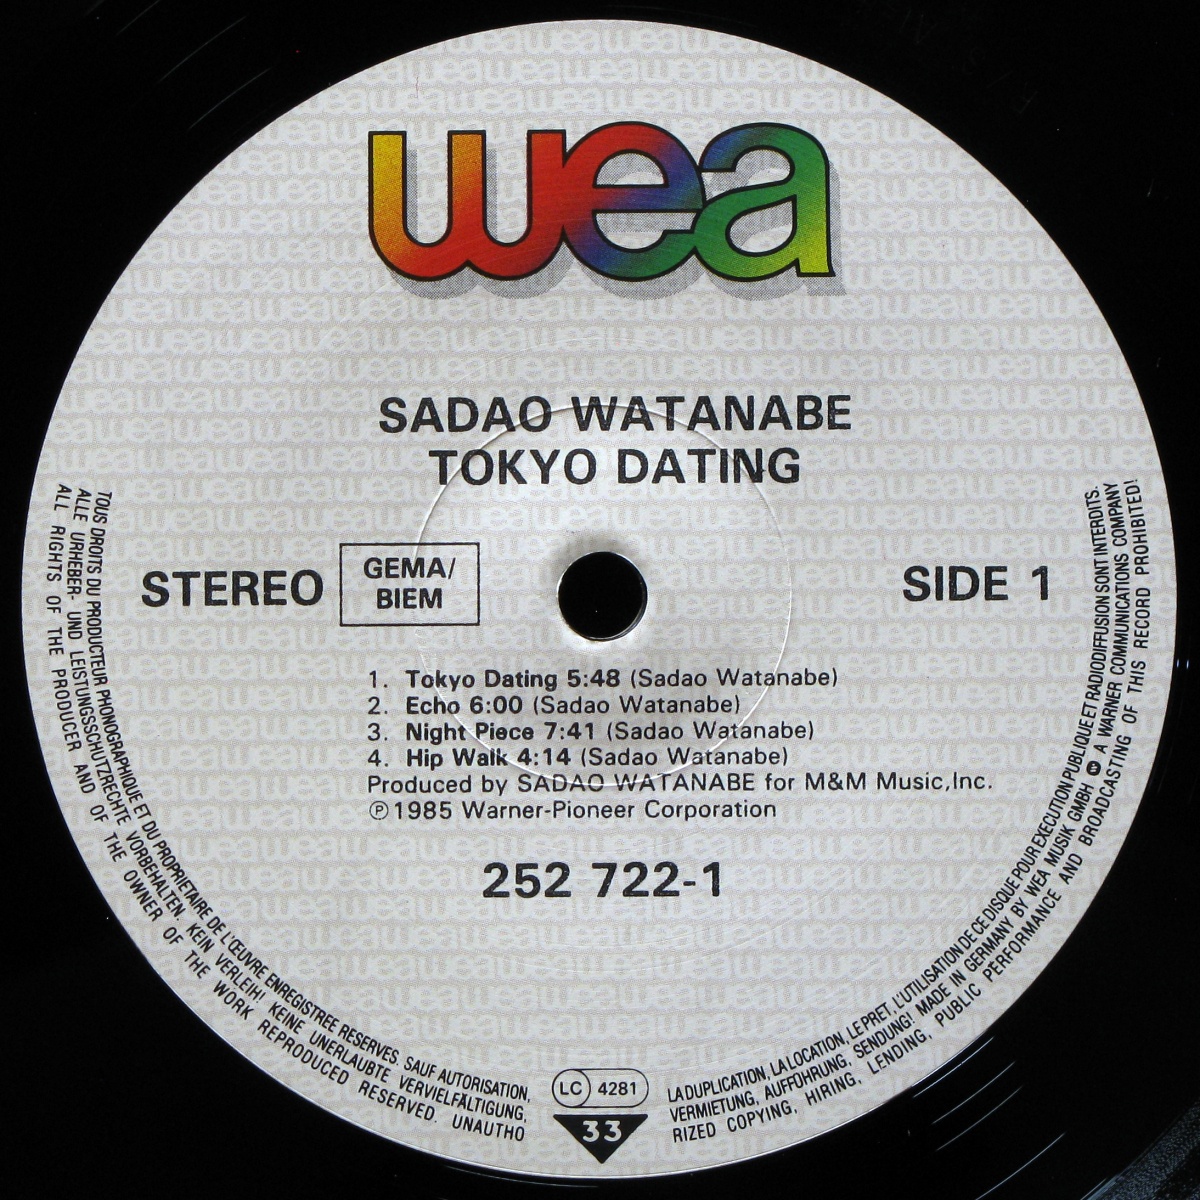 wea
SADAO WATANABE
TOKYO DATING
STEREO
GEMA/
BIEM
SIDE 1
1. Tokyo Dating 5:48 (Sadao Watanabe)
2. Echo 6:00 (Sadao Watanabe)
3. Night Piece 7:41 (Sadao Watanabe)
4. Hip Walk 4:14 (Sadao Watanabe)
Produced by SADAO WATANABE for M&M Music,Inc.
Ⓟ1985 Warner-Pioneer Corporation
252 722-1
TOUS DROITS DU PRODUCTEUR PHONOGRAPHIQUE ET DU PROPRIETAIRE DE L'ŒUVRE ENREGISTREE RESERVES. SAUF AUTORISATION,
LA DUPLICATION, LA LOCATION, LE PRET, L'UTILISATION DE CE DISQUE POUR EXECUTION PUBLIQUE ET RADIODIFFUSION SONT INTERDITS.
ALLE URHEBER- UND LEISTUNGSSCHUTZRECHTE VORBEHALTEN. KEIN VERLEIH! KEINE UNERLAUBTE VERVIELFÄLTIGUNG,
VERMIETUNG, AUFFÜHRUNG, SENDUNG! MADE IN GERMANY BY WEA MUSIK GMBH A WARNER COMMUNICATIONS COMPANY
ALL RIGHTS OF THE PRODUCER AND OF THE OWNER OF THE WORK REPRODUCED RESERVED. UNAUTHO
RIZED COPYING, HIRING, LENDING, PUBLIC PERFORMANCE AND BROADCASTING OF THIS RECORD PROHIBITED!
LC 4281
33